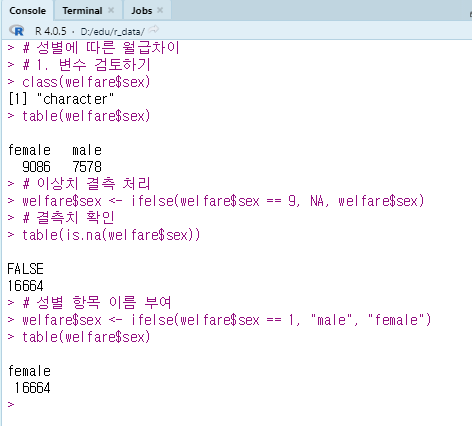 Console Terminal × Jobs ×
R 4.0.5 · D:/edu/r_data/
> # 성별에 따른 월급차이
> # 1. 변수 검토하기
> class(welfare$sex)
[1] "character"
> table(welfare$sex)
female male
9086 7578
> # 이상치 결측 처리
> welfare$sex <- ifelse(welfare$sex == 9, NA, welfare$sex)
> # 결측치 확인
> table(is.na(welfare$sex))
FALSE
16664
> # 성별 항목 이름 부여
> welfare$sex <- ifelse(welfare$sex == 1, "male", "female")
> table(welfare$sex)
female
16664
>